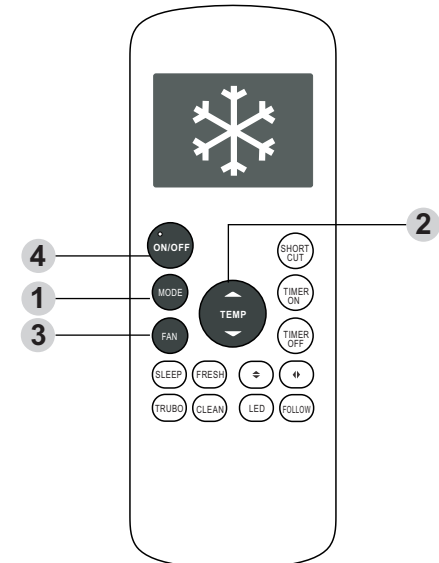 2
4
1
3
ON/OFF
SHORT
CUT
MODE
TEMP
TIMER
ON
FAN
TIMER
OFF
SLEEP FRESH
TRUBO CLEAN LED FOLLOW